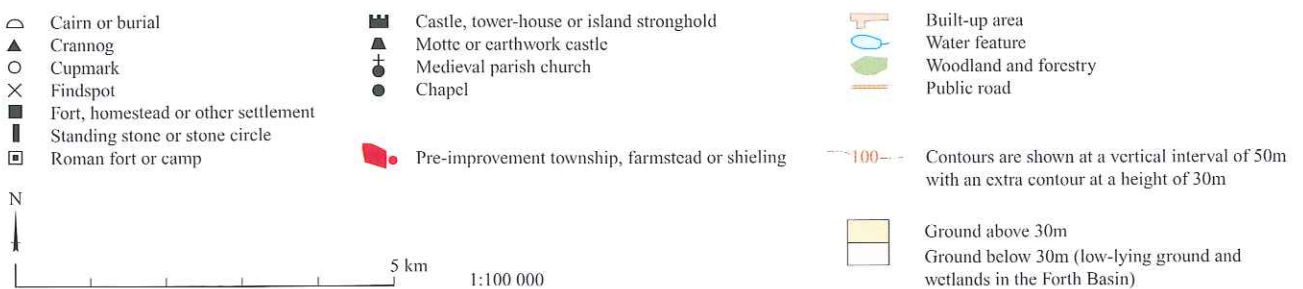 Cairn or burial
Crannog
Cupmark
Findspot
Fort, homestead or other settlement
Standing stone or stone circle
Roman fort or camp
Castle, tower-house or island stronghold
Motte or earthwork castle
Medieval parish church
Chapel
Pre-improvement township, farmstead or shieling
Built-up area
Water feature
Woodland and forestry
Public road
100
Contours are shown at a vertical interval of 50m
with an extra contour at a height of 30m
Ground above 30m
Ground below 30m (low-lying ground and
wetlands in the Forth Basin)
N
5 km
1:100 000